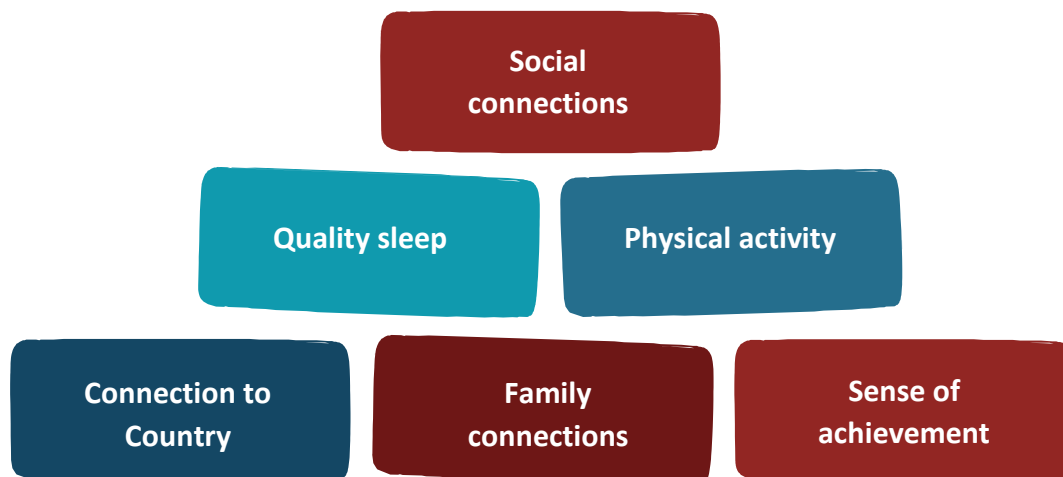 Social
connections
Quality sleep
Physical activity
Connection to
Country
Family
connections
Sense of
achievement